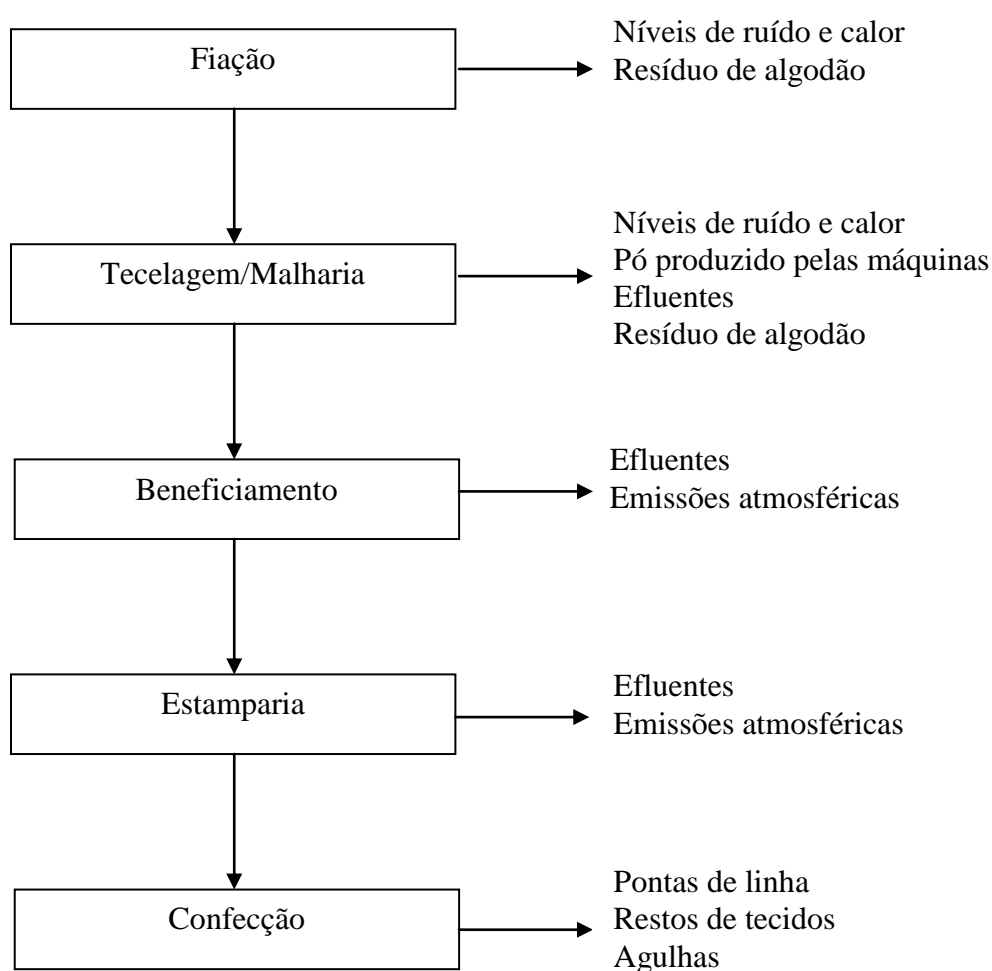 Fiação
Níveis de ruído e calor
Resíduo de algodão
Tecelagem/Malharia
Níveis de ruído e calor
Pó produzido pelas máquinas
Efluentes
Resíduo de algodão
Beneficiamento
Efluentes
Emissões atmosféricas
Estamparia
Efluentes
Emissões atmosféricas
Confecção
Pontas de linha
Restos de tecidos
Agulhas